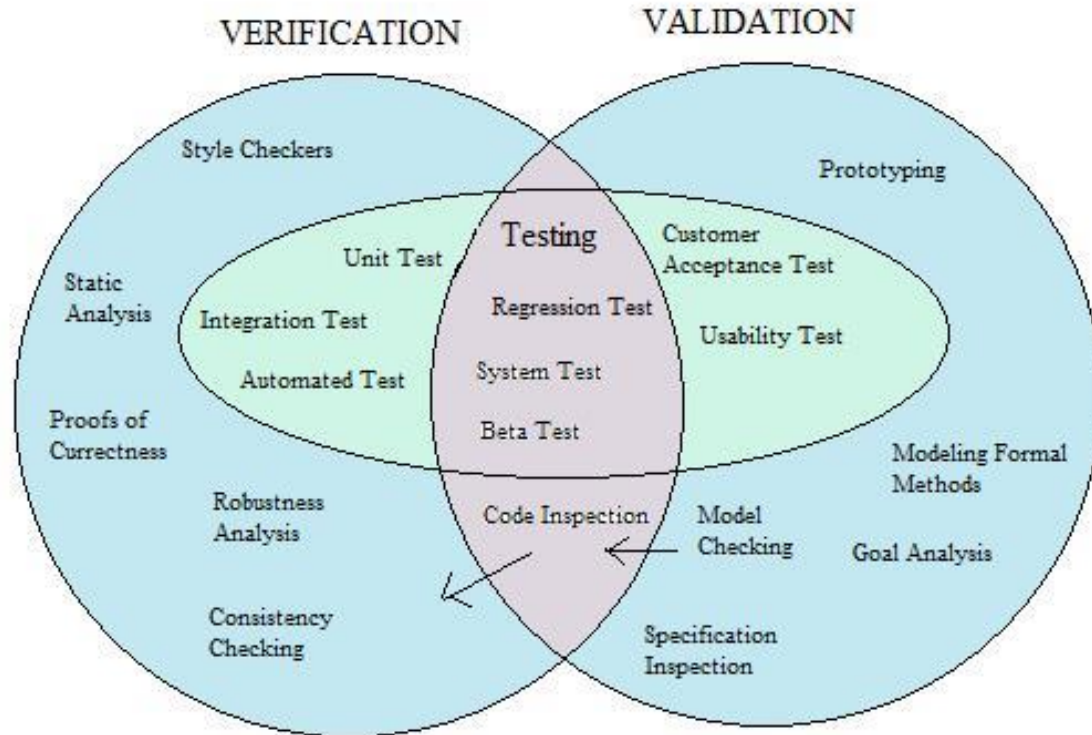 VERIFICATION
VALIDATION
Style Checkers
Prototyping
Testing
Unit Test
Customer
Acceptance Test
Static
Analysis
Integration Test
Regression Test
Usability Test
Automated Test
System Test
Beta Test
Proofs of
Currectness
Modeling Formal
Methods
Robustness
Analysis
Code Inspection
Model
Checking
Goal Analysis
Consistency
Checking
Specification
Inspection